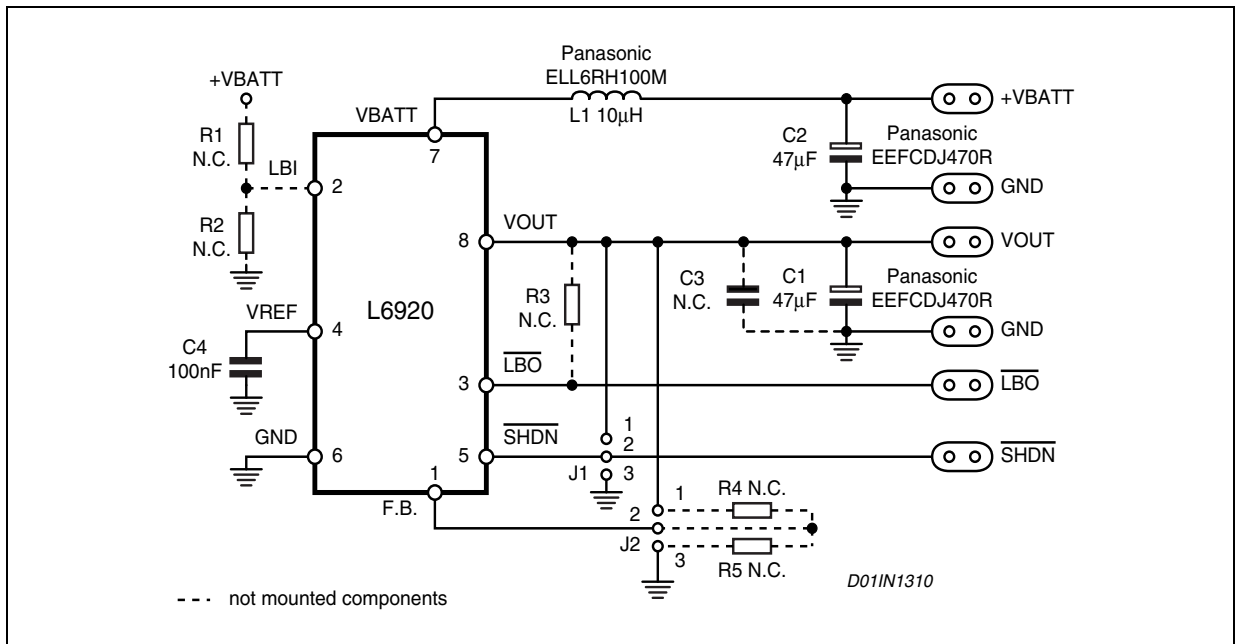 Panasonic
ELL6RH100M
L1 10μH
+VBATT
VBATT
7
+VBATT
R1
N.C.
LBI
2
R2
N.C.
C2
47μF
Panasonic
EEFCDJ470R
GND
VOUT
8
VOUT
L6920
R3
N.C.
C3
N.C.
C1
47μF
Panasonic
EEFCDJ470R
GND
VREF
4
C4
100nF
3
LBO
LBO
GND
6
5
SHDN
1
2
J1
3
SHDN
1
F.B.
1
2
J2
3
R4 N.C.
R5 N.C.
D01IN1310
--- not mounted components